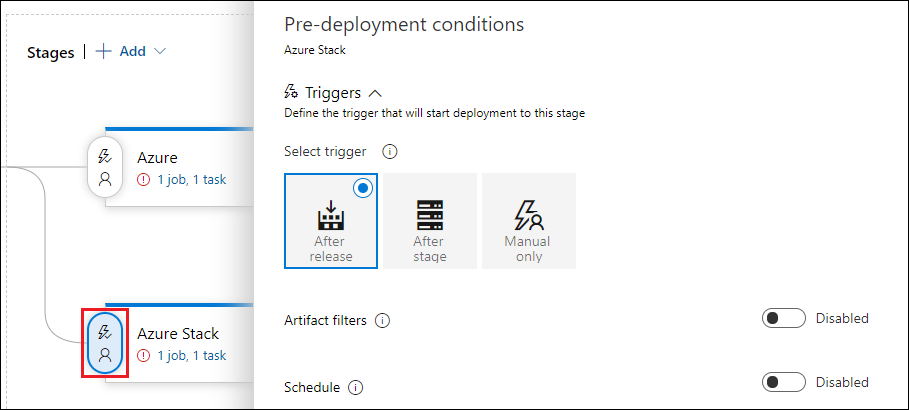 Stages | + Add
Azure
1 job, 1 task
Azure Stack
1 job, 1 task
Pre-deployment conditions
Azure Stack
Triggers
Define the trigger that will start deployment to this stage
Select trigger
After
release
After
stage
Manual
only
Artifact filters
Disabled
Schedule
Disabled